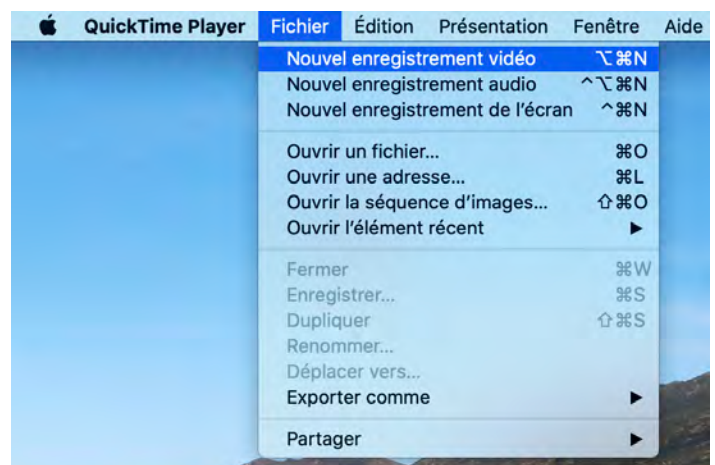 QuickTime Player Fichier Édition Présentation Fenêtre Aide
Nouvel enregistrement vidéo ⌥⌘N
Nouvel enregistrement audio ^⌥⌘N
Nouvel enregistrement de l'écran ^⌘N
Ouvrir un fichier... ⌘O
Ouvrir une adresse... ⌘L
Ouvrir la séquence d'images... ⇧⌘O
Ouvrir l'élément récent ▶
Fermer ⌘W
Enregistrer... ⌘S
Dupliquer ⇧⌘S
Renommer...
Déplacer vers...
Exporter comme ▶
Partager ▶